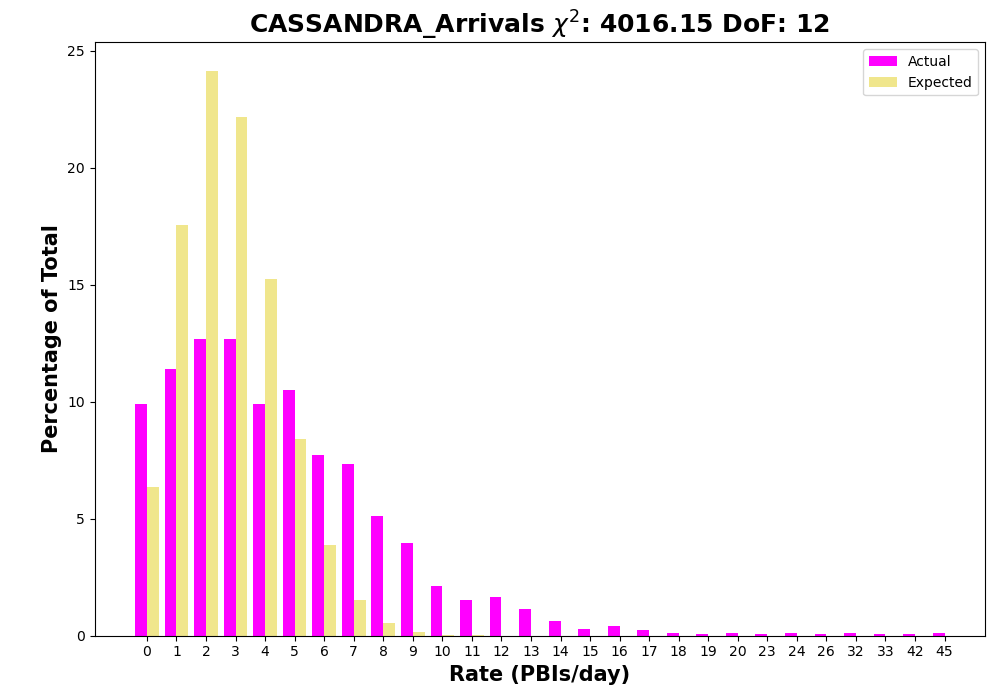 CASSANDRA_Arrivals χ²: 4016.15 DoF: 12
Actual
Expected
Percentage of Total
25
20
15
10
5
0
0 1 2 3 4 5 6 7 8 9 10 11 12 13 14 15 16 17 18 19 20 23 24 26 32 33 42 45
Rate (PBIs/day)